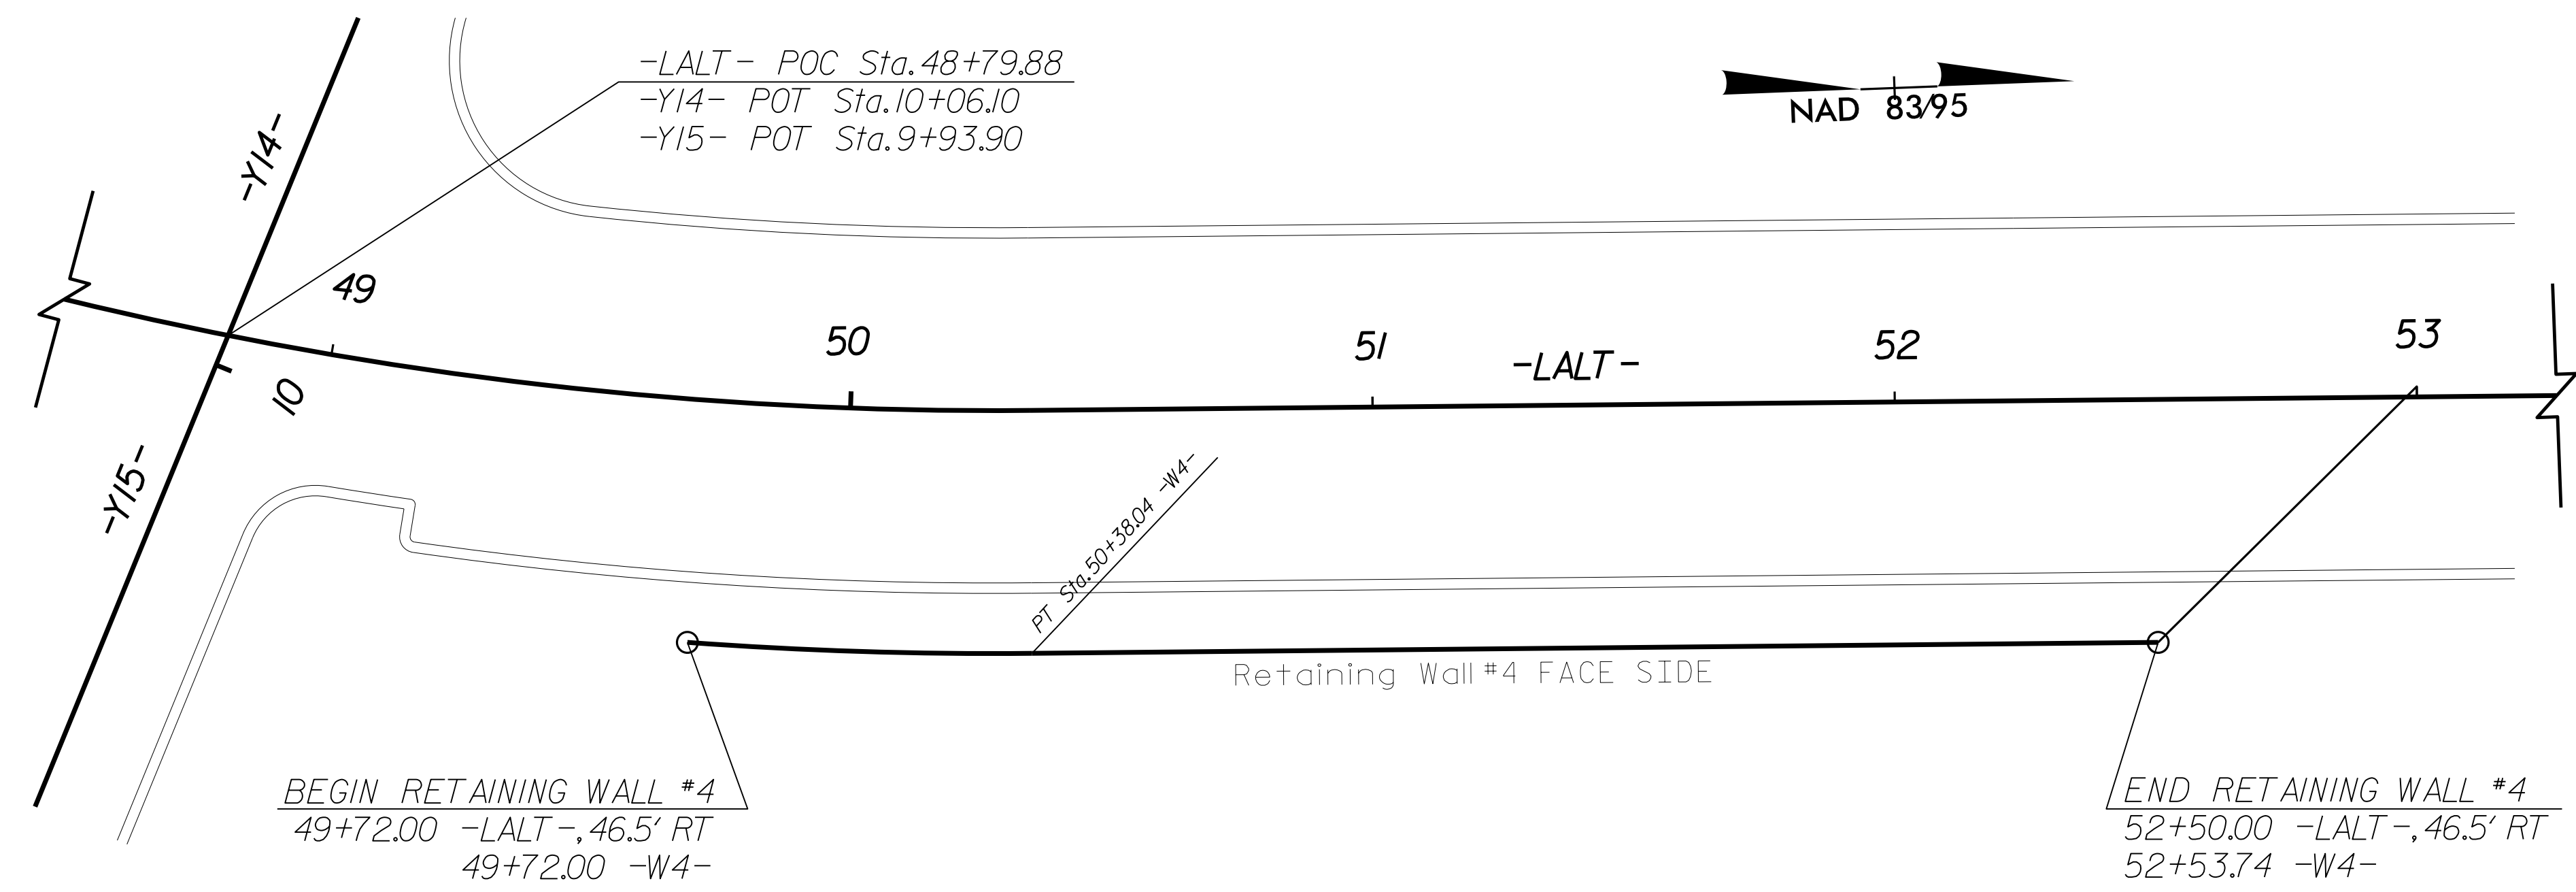 -LALT- POC Sta. 48+79.88
-Y14- POT Sta. 10+06.10
-Y15- POT Sta. 9+93.90
NAD 83/95
-Y14-
49
50
51
-LALT-
52
53
10
-Y15-
PT Sta. 50+38.04 -W4-
Retaining Wall #4 FACE SIDE
BEGIN RETAINING WALL #4
49+72.00 -LALT-, 46.5' RT
49+72.00 -W4-
END RETAINING WALL #4
52+50.00 -LALT-, 46.5' RT
52+53.74 -W4-